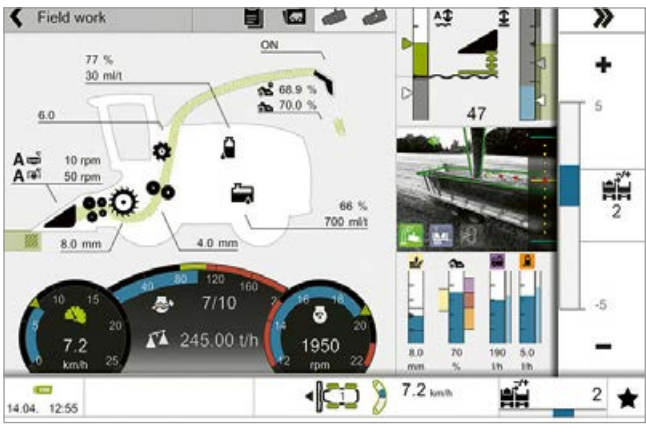 Field work
77 %
30 ml/t
ON
68.9 %
70.0 %
6.0
A 10 rpm
A 50 rpm
8.0 mm
4.0 mm
66 %
700 ml/t
A
47
+
5
2
-5
−
0 5 10 15 20 25
7.2
km/h
40 80 120 160
7/10
245.00 t/h
12 14 16 18 20 22
1950
rpm
8.0 70 190 5.0
mm % l/h l/h
14.04. 12:55
1
7.2 km/h
-/+
2